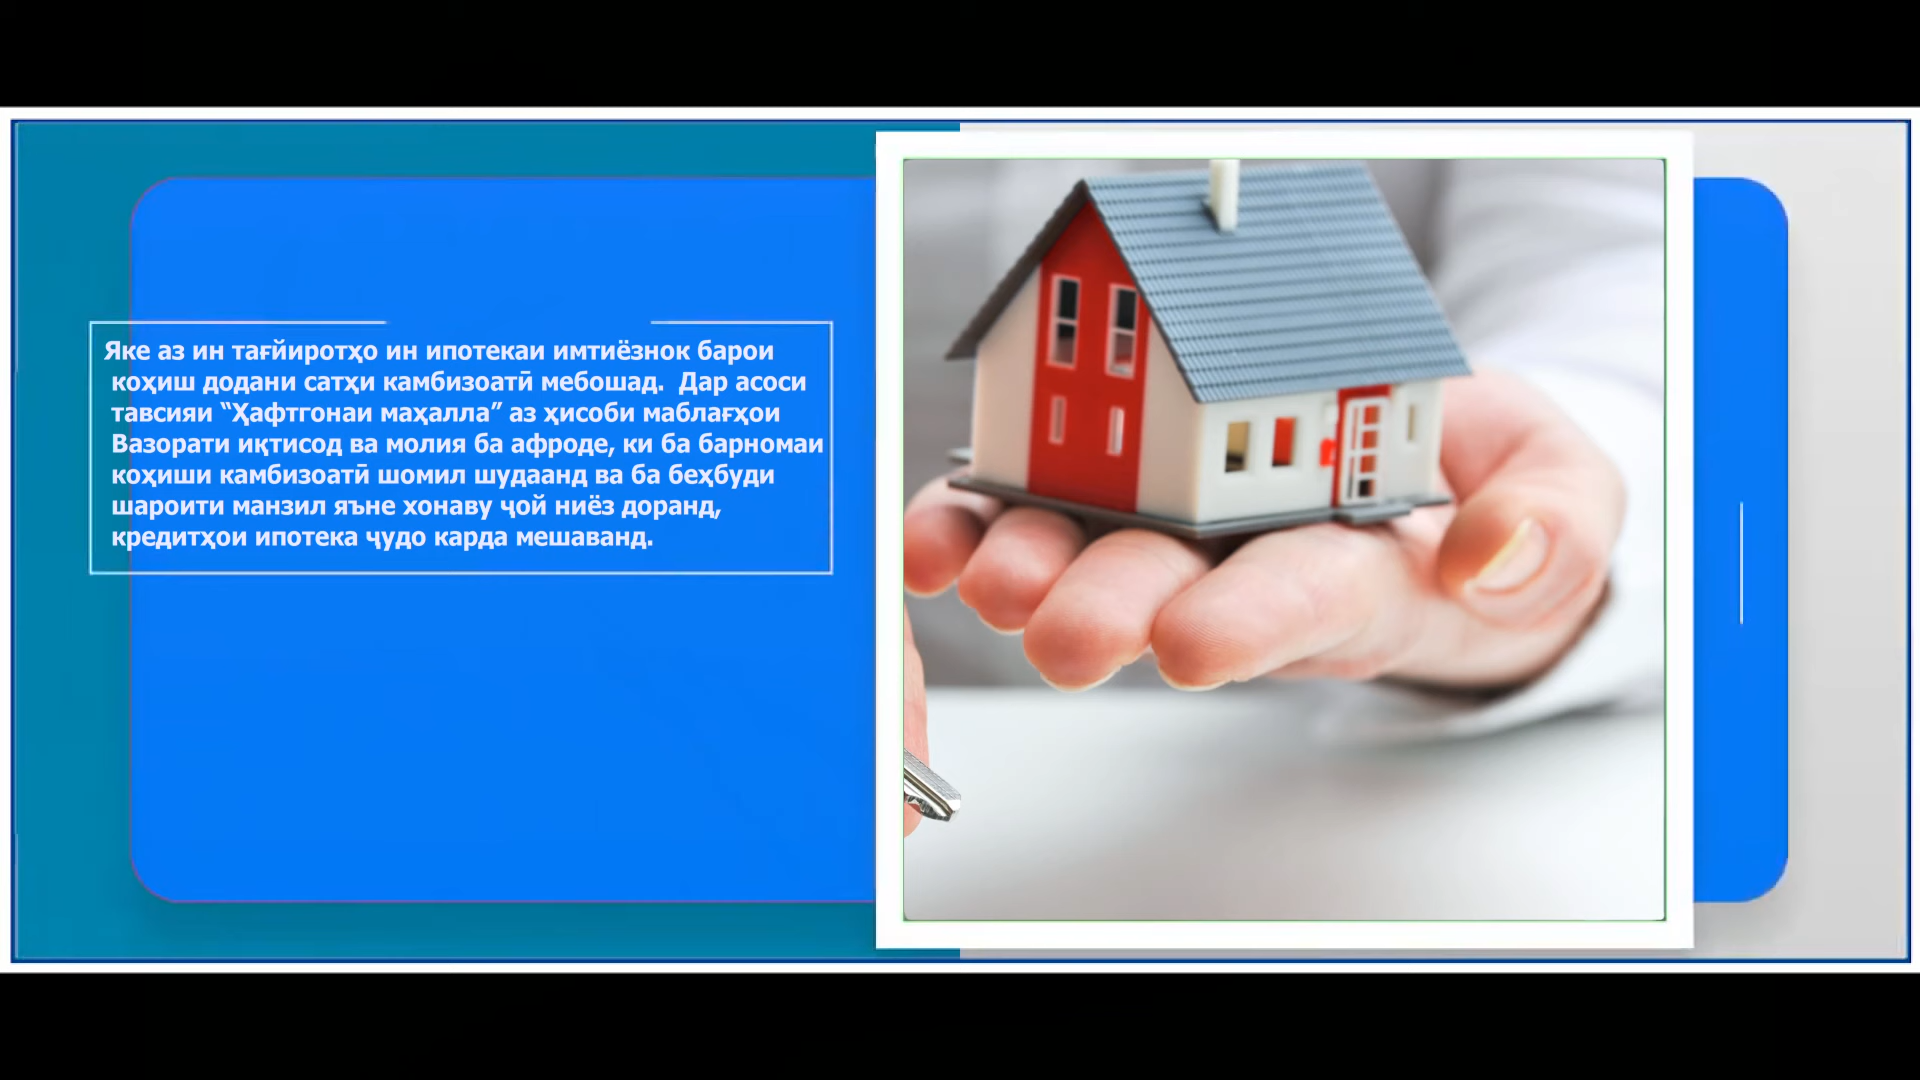 Яке аз ин тағйиротҳо ин ипотекаи имтиёзнок барои
коҳиш додани сатҳи камбизоатӣ мебошад. Дар асоси
тавсияи “Ҳафтгонаи маҳалла” аз ҳисоби маблағҳои
Вазорати иқтисод ва молия ба афроде, ки ба барномаи
коҳиши камбизоатӣ шомил шудаанд ва ба беҳбуди
шароити манзил яъне хонаву ҷой ниёз доранд,
кредитҳои ипотека ҷудо карда мешаванд.